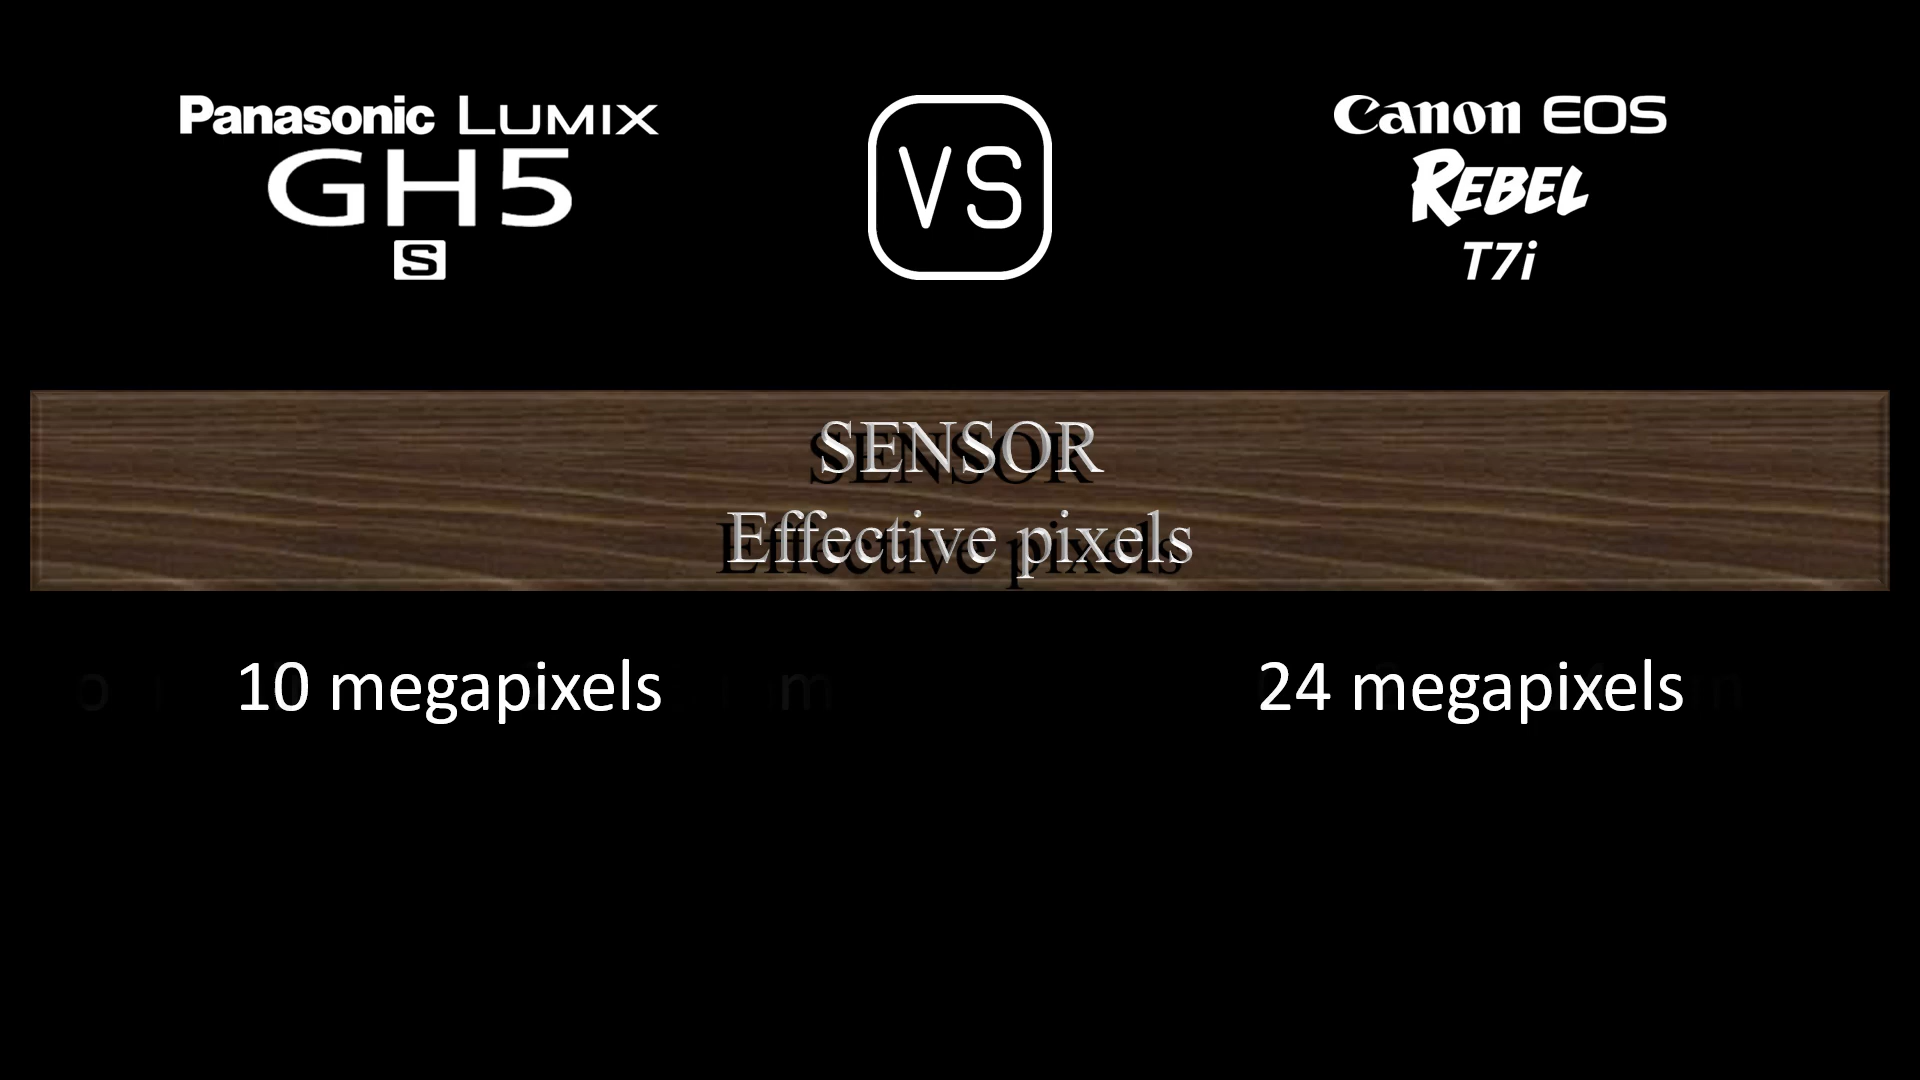 Panasonic LUMIX
GH5
S
VS
Canon EOS
REBEL
T7i
SENSOR
Effective pixels
10 megapixels
24 megapixels